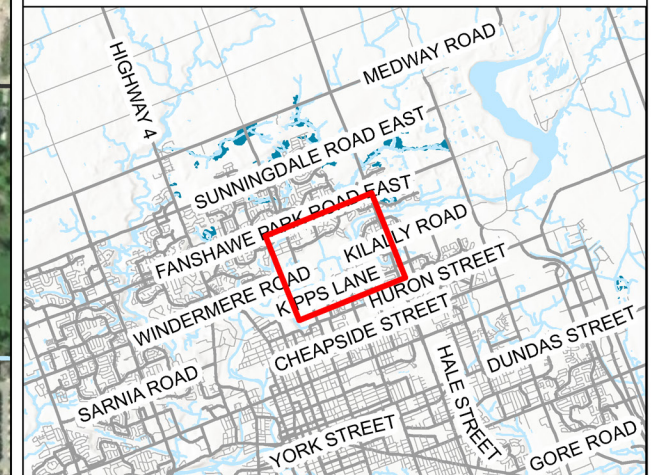 MEDWAY ROAD
HIGHWAY 4
SUNNINGDALE ROAD EAST
FANSHAWE PARK ROAD EAST
KILALLY ROAD
WINDERMERE ROAD
KIPPS LANE
HURON STREET
CHEAPSIDE STREET
DUNDAS STREET
SARNIA ROAD
HALE STREET
YORK STREET
GORE ROAD